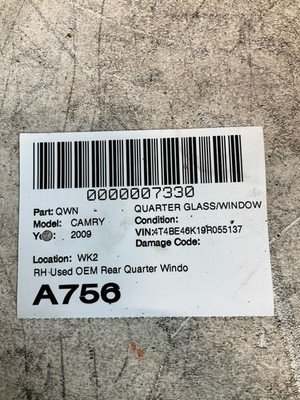 0000007330
Part: QWN QUARTER GLASS/WINDOW
Model: CAMRY Condition:
2009 VIN:4T4BE46K19R055137
Damage Code:
Location: WK2
RH Used OEM Rear Quarter Windo
A756